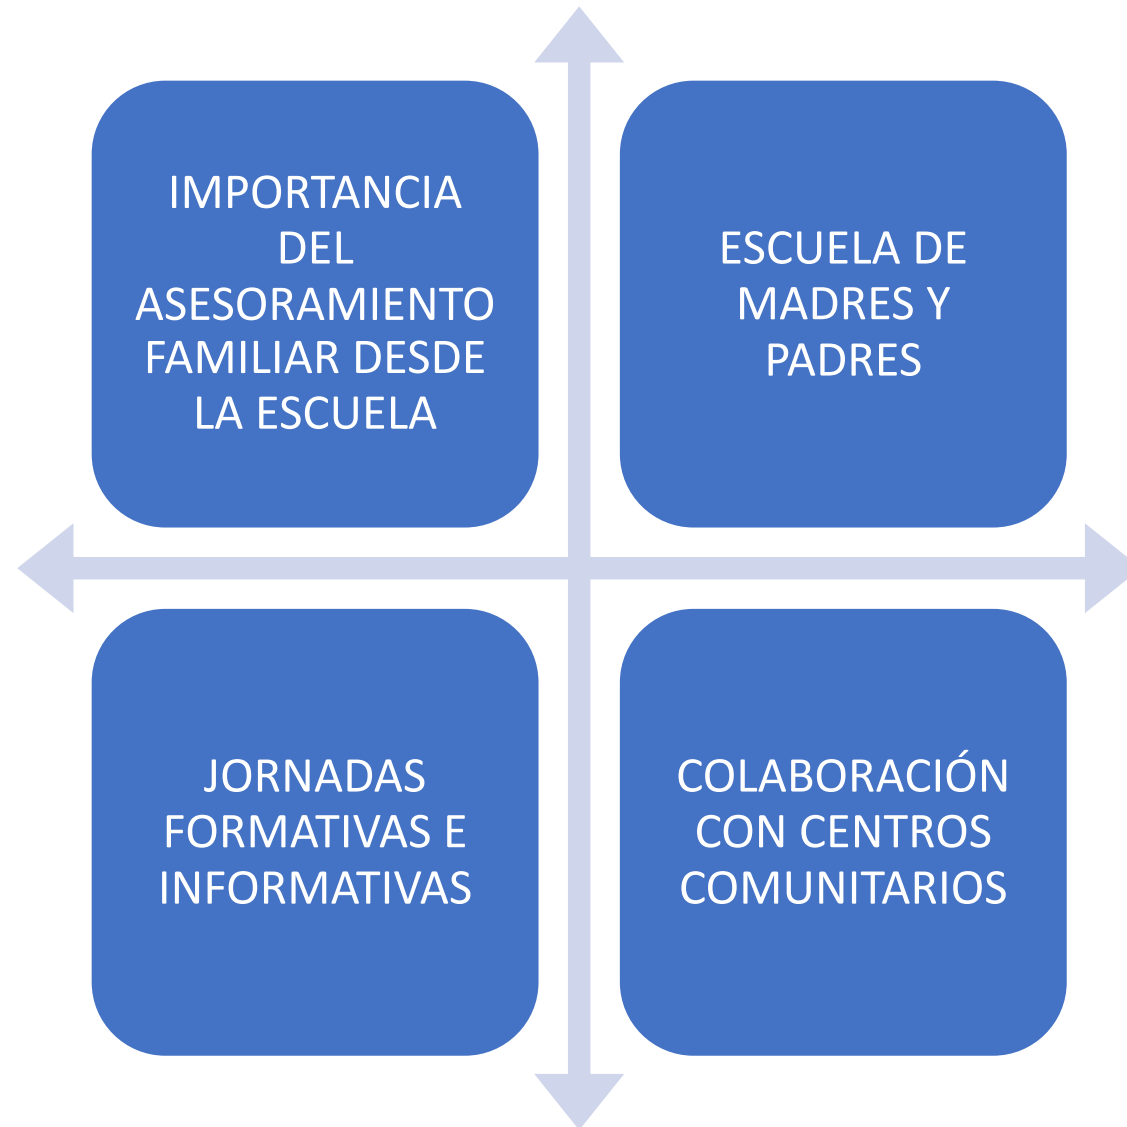 IMPORTANCIA
DEL
ASESORAMIENTO
FAMILIAR DESDE
LA ESCUELA
ESCUELA DE
MADRES Y
PADRES
JORNADAS
FORMATIVAS E
INFORMATIVAS
COLABORACIÓN
CON CENTROS
COMUNITARIOS